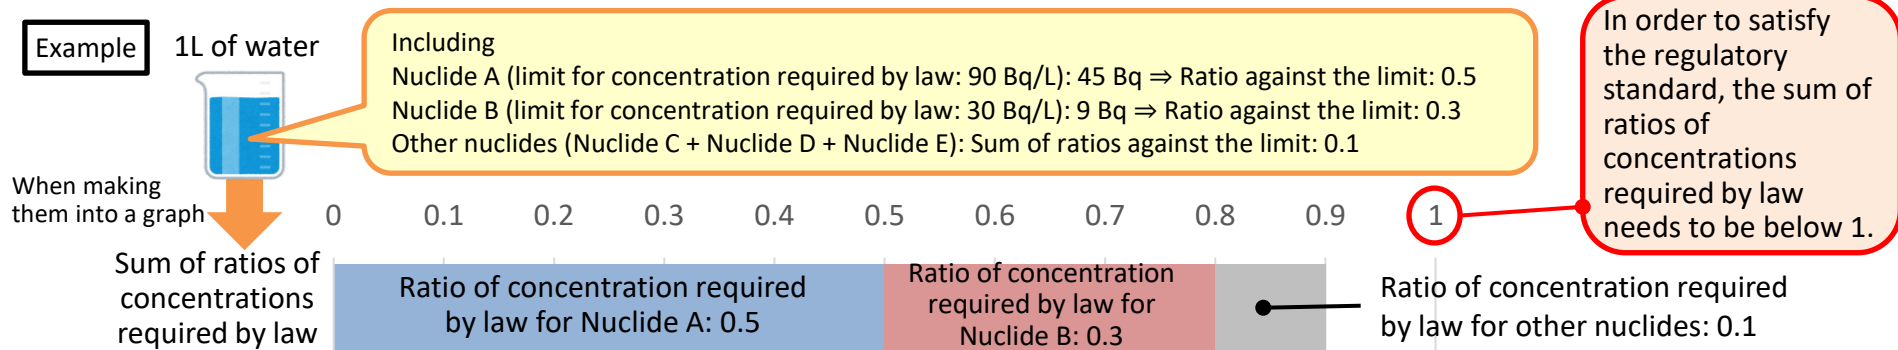 Example
1L of water
Including
Nuclide A (limit for concentration required by law: 90 Bq/L): 45 Bq ⇒ Ratio against the limit: 0.5
Nuclide B (limit for concentration required by law: 30 Bq/L): 9 Bq ⇒ Ratio against the limit: 0.3
Other nuclides (Nuclide C + Nuclide D + Nuclide E): Sum of ratios against the limit: 0.1
In order to satisfy
the regulatory
standard, the sum of
ratios of
concentrations
required by law
needs to be below 1.
When making
them into a graph
0 0.1 0.2 0.3 0.4 0.5 0.6 0.7 0.8 0.9 1
Sum of ratios of
concentrations
required by law
Ratio of concentration required
by law for Nuclide A: 0.5
Ratio of concentration
required by law for
Nuclide B: 0.3
Ratio of concentration required
by law for other nuclides: 0.1